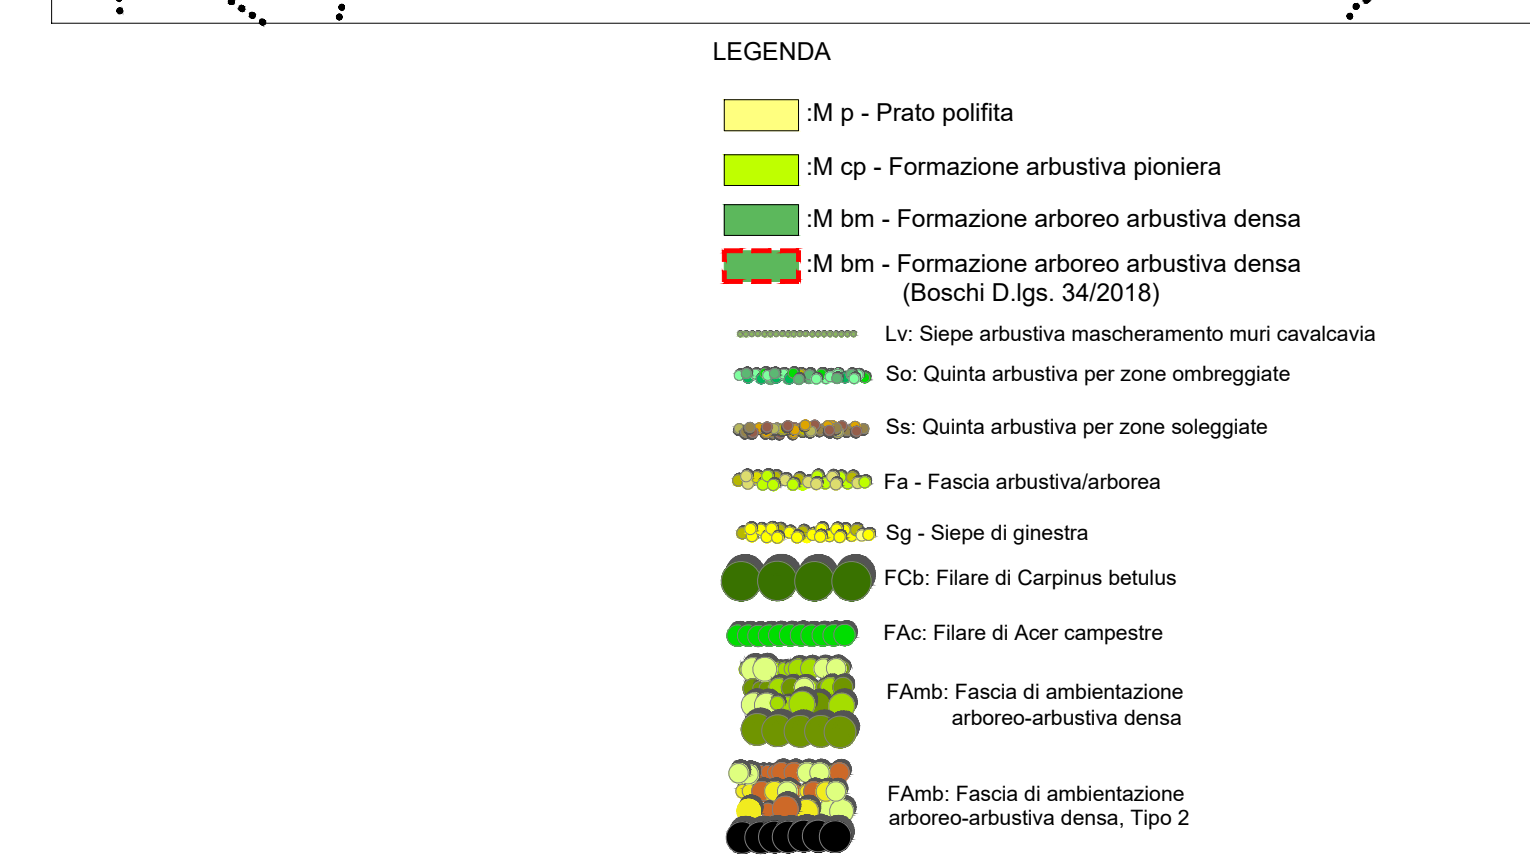 LEGENDA
:M p - Prato polifita
:M cp - Formazione arbustiva pioniera
:M bm - Formazione arboreo arbustiva densa
:M bm - Formazione arboreo arbustiva densa
(Boschi D.lgs. 34/2018)
Lv: Siepe arbustiva mascheramento muri cavalcavia
So: Quinta arbustiva per zone ombreggiate
Ss: Quinta arbustiva per zone soleggiate
Fa - Fascia arbustiva/arborea
Sg - Siepe di ginestra
FCb: Filare di Carpinus betulus
FAc: Filare di Acer campestre
FAmb: Fascia di ambientazione
arboreo-arbustiva densa
FAmb: Fascia di ambientazione
arboreo-arbustiva densa, Tipo 2